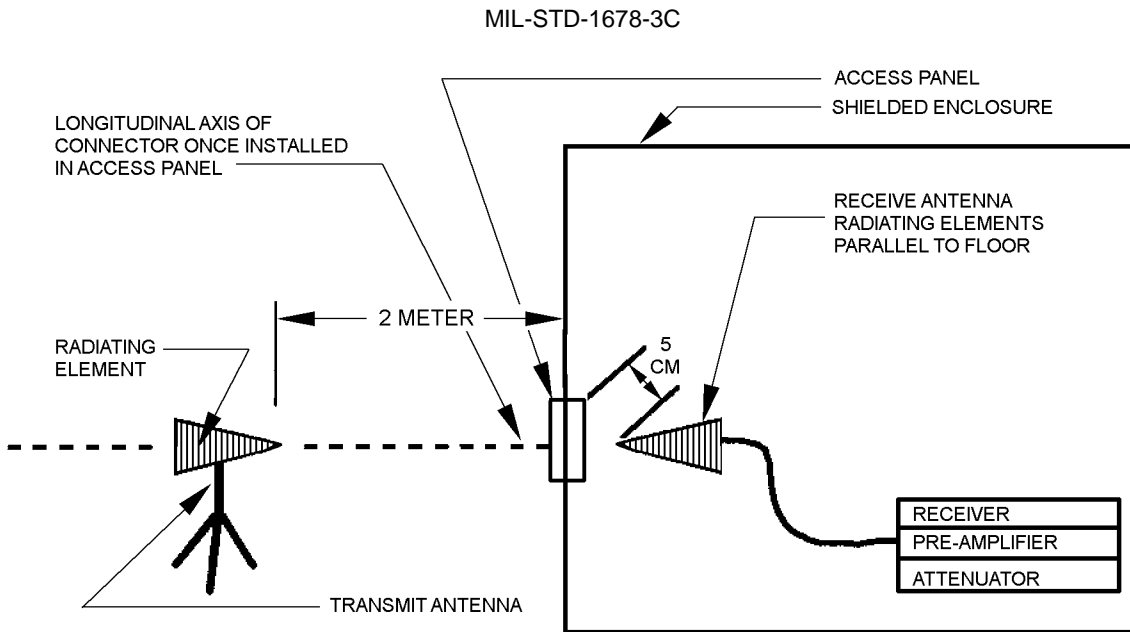 MIL-STD-1678-3C
ACCESS PANEL
SHIELDED ENCLOSURE
LONGITUDINAL AXIS OF
CONNECTOR ONCE INSTALLED
IN ACCESS PANEL
RECEIVE ANTENNA
RADIATING ELEMENTS
PARALLEL TO FLOOR
2 METER
5
CM
RADIATING
ELEMENT
RECEIVER
PRE-AMPLIFIER
ATTENUATOR
TRANSMIT ANTENNA